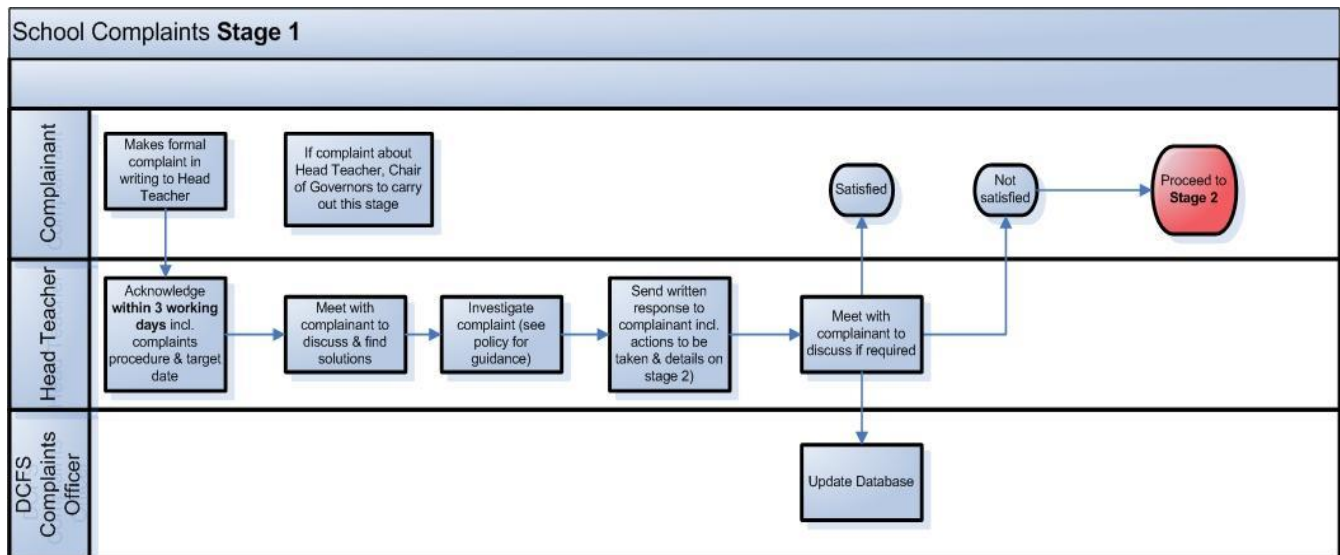 School Complaints Stage 1
Complainant
Makes formal
complaint in
writing to Head
Teacher
If complaint about
Head Teacher, Chair
of Governors to carry
out this stage
Satisfied
Not
satisfied
Proceed to
Stage 2
Head Teacher
Acknowledge
within 3 working
days incl.
complaints
procedure & target
date
Meet with
complainant to
discuss & find
solutions
Investigate
complaint (see
policy for
guidance)
Send written
response to
complainant incl.
actions to be
taken & details on
stage 2)
Meet with
complainant to
discuss if required
DCFS
Complaints
Officer
Update Database